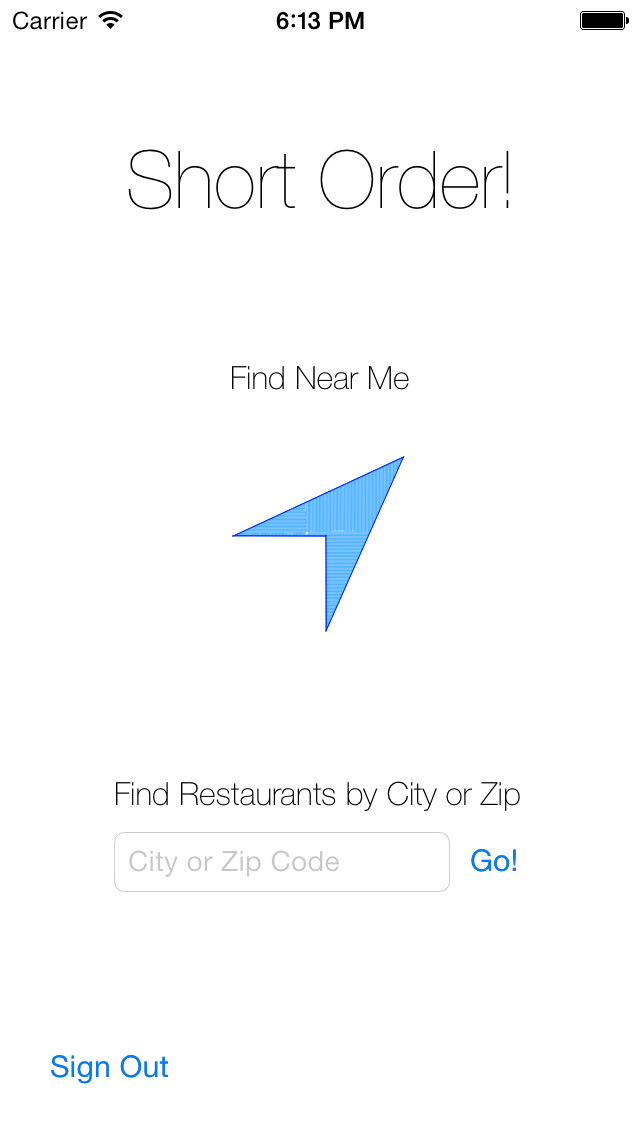 Carrier 6:13 PM
Short Order!
Find Near Me
Find Restaurants by City or Zip
City or Zip Code Go!
Sign Out